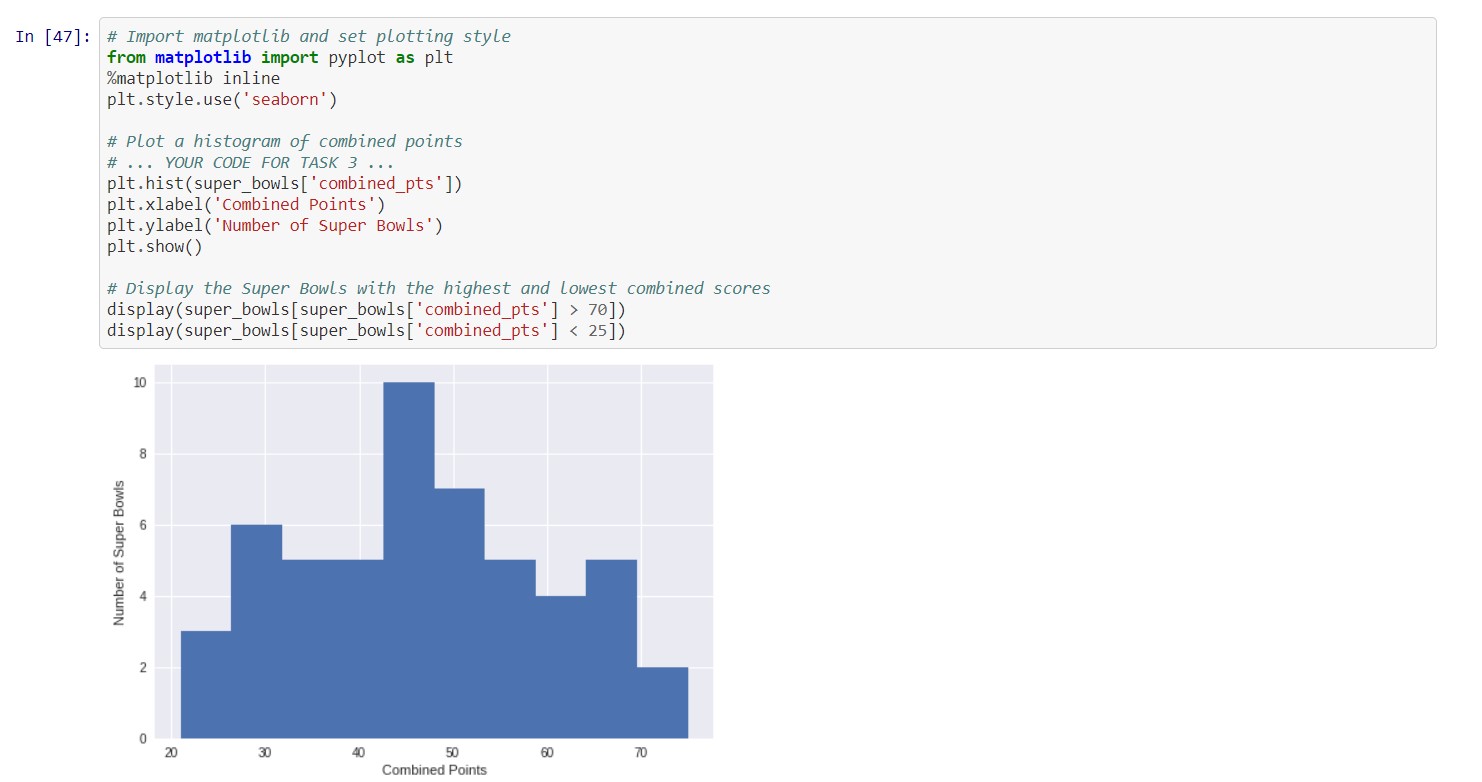 In [47]: # Import matplotlib and set plotting style
from matplotlib import pyplot as plt
%matplotlib inline
plt.style.use('seaborn')
# Plot a histogram of combined points
# ... YOUR CODE FOR TASK 3 ...
plt.hist(super_bowls['combined_pts'])
plt.xlabel('Combined Points')
plt.ylabel('Number of Super Bowls')
plt.show()
# Display the Super Bowls with the highest and lowest combined scores
display(super_bowls[super_bowls['combined_pts'] > 70])
display(super_bowls[super_bowls['combined_pts'] < 25])
10
8
6
4
2
0
Number of Super Bowls
20 30 40 50 60 70
Combined Points